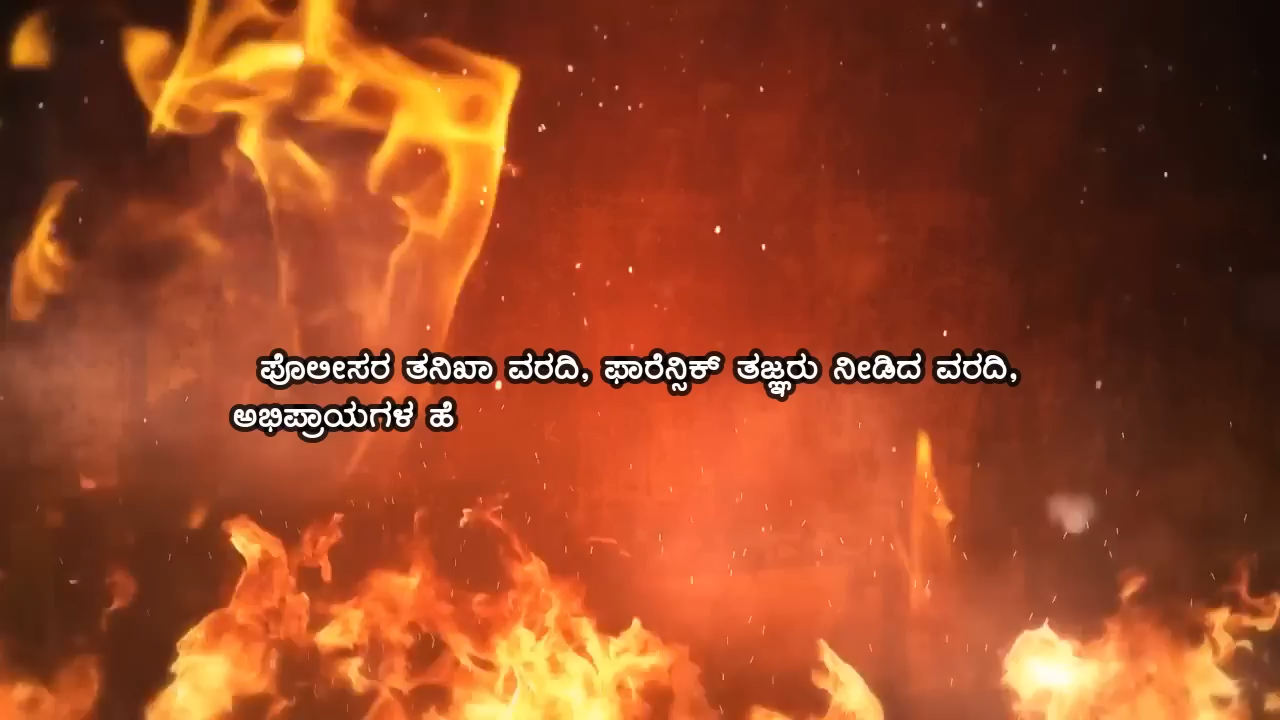 ಪೊಲೀಸರ ತನಿಖಾ ವರದಿ, ಫಾರೆನ್ಸಿಕ್ ತಜ್ಞರು ನೀಡಿದ ವರದಿ,
ಅಭಿಪ್ರಾಯಗಳ ಹೆ